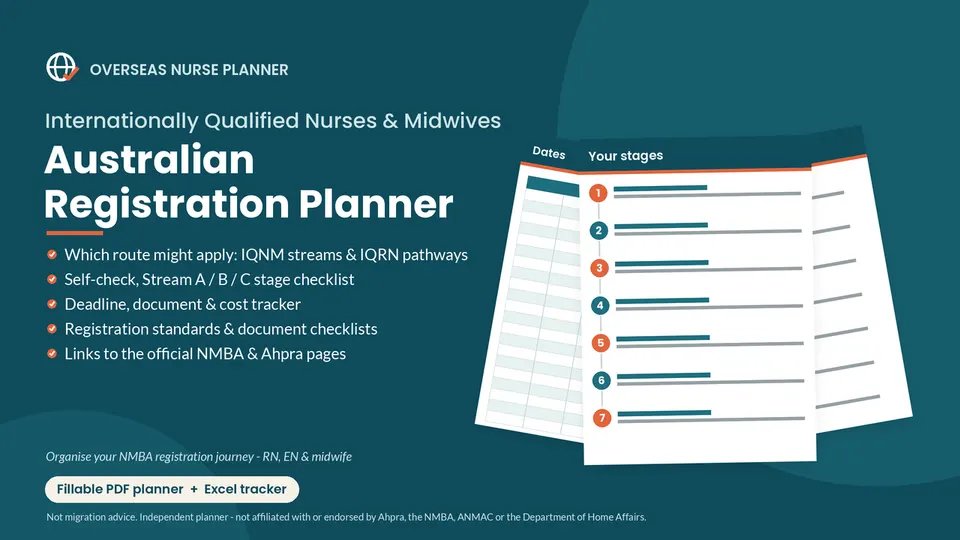 OVERSEAS NURSE PLANNER
Internationally Qualified Nurses & Midwives
Australian
Registration Planner
Which route might apply: IQNM streams & IQRN pathways
Self-check, Stream A / B / C stage checklist
Deadline, document & cost tracker
Registration standards & document checklists
Links to the official NMBA & Ahpra pages
Organise your NMBA registration journey - RN, EN & midwife
Fillable PDF planner + Excel tracker
Not migration advice. Independent planner - not affiliated with or endorsed by Ahpra, the NMBA, ANMAC or the Department of Home Affairs.
Dates
Your stages
1
2
3
4
5
6
7